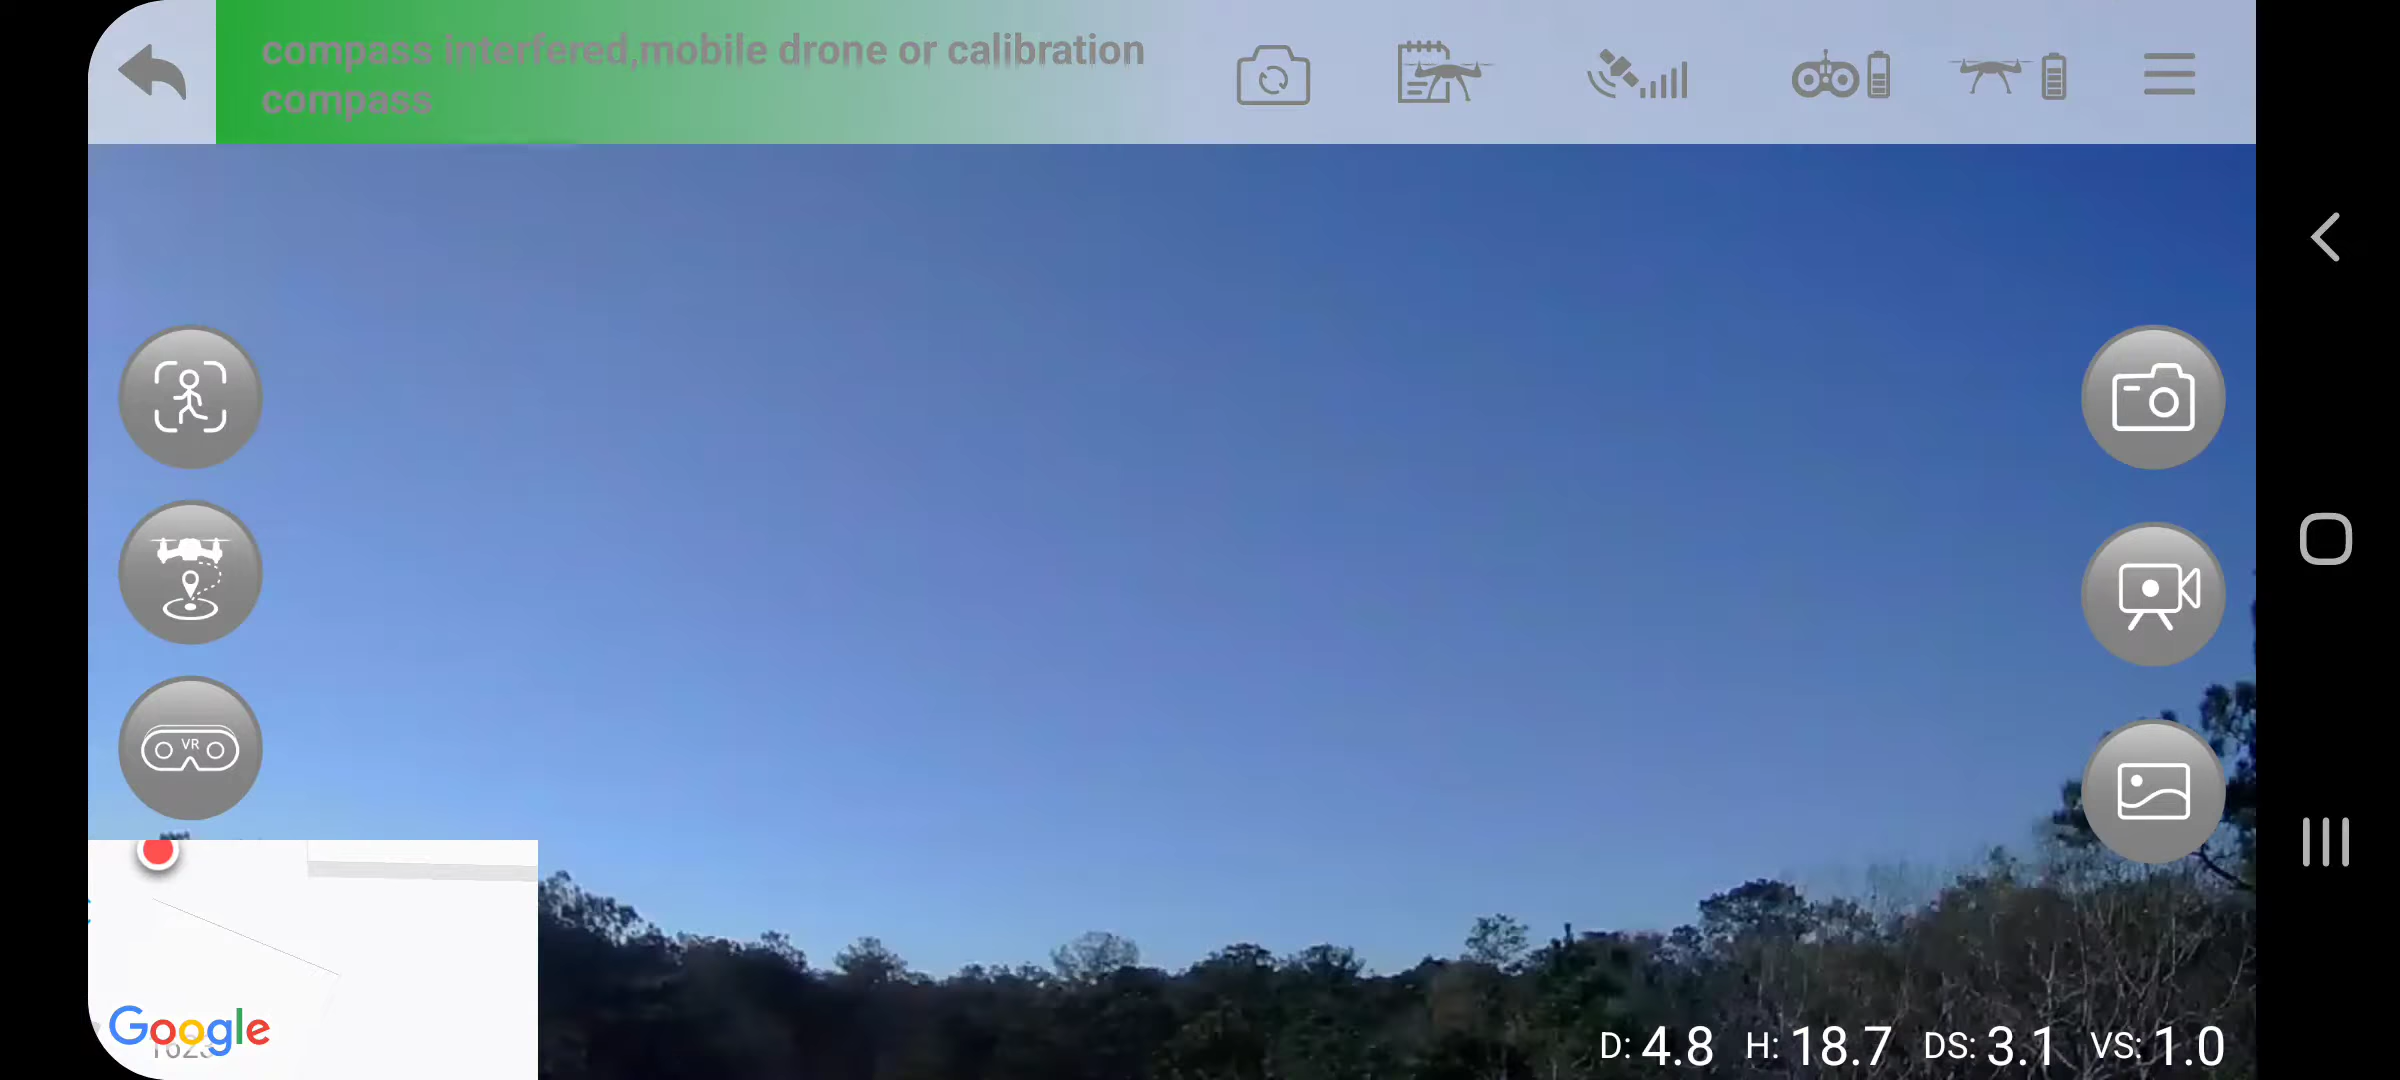 compass interfered,mobile drone or calibration
compass
VR
Google
D: 4.8 H: 18.7 DS: 3.1 VS: 1.0